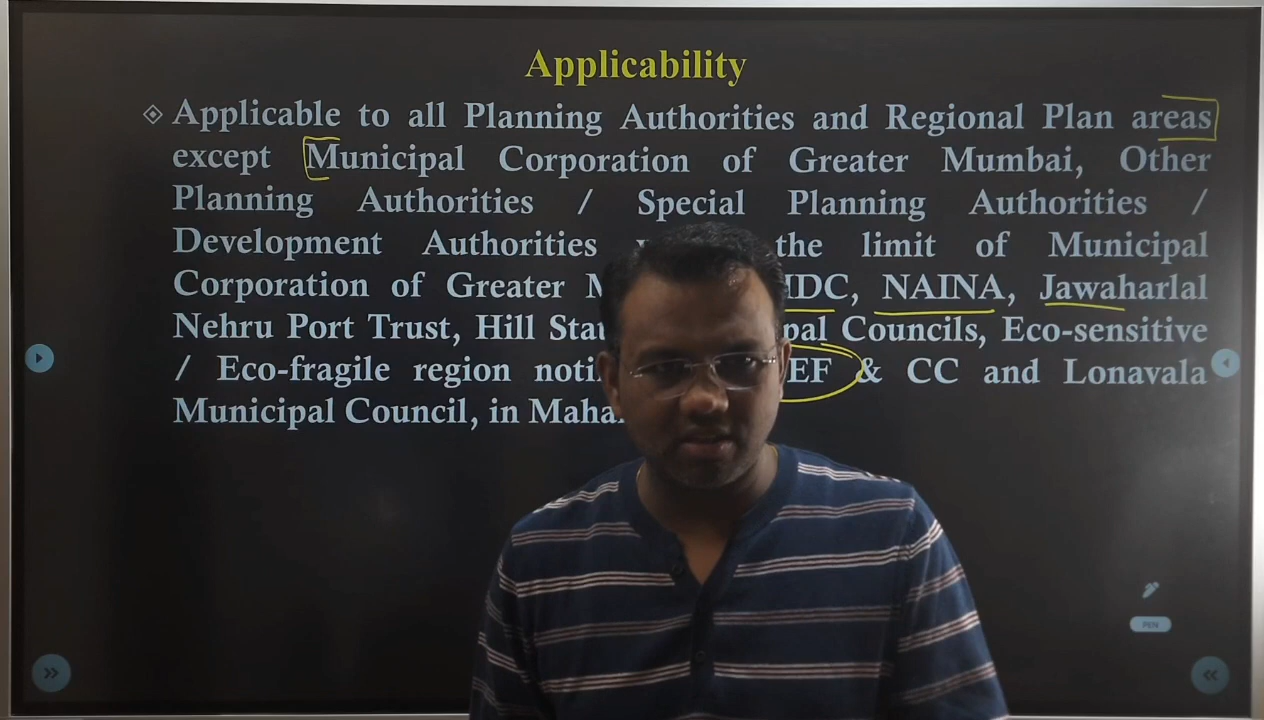 Applicability
Applicable to all Planning Authorities and Regional Plan areas
except Municipal Corporation of Greater Mumbai, Other
Planning Authorities / Special Planning Authorities /
Development Authorities the limit of Municipal
Corporation of Greater NAINA, Jawaharlal
Nehru Port Trust, Hill Councils, Eco-sensitive
/ Eco-fragile region & CC and Lonavala
Municipal Council, in
PEN